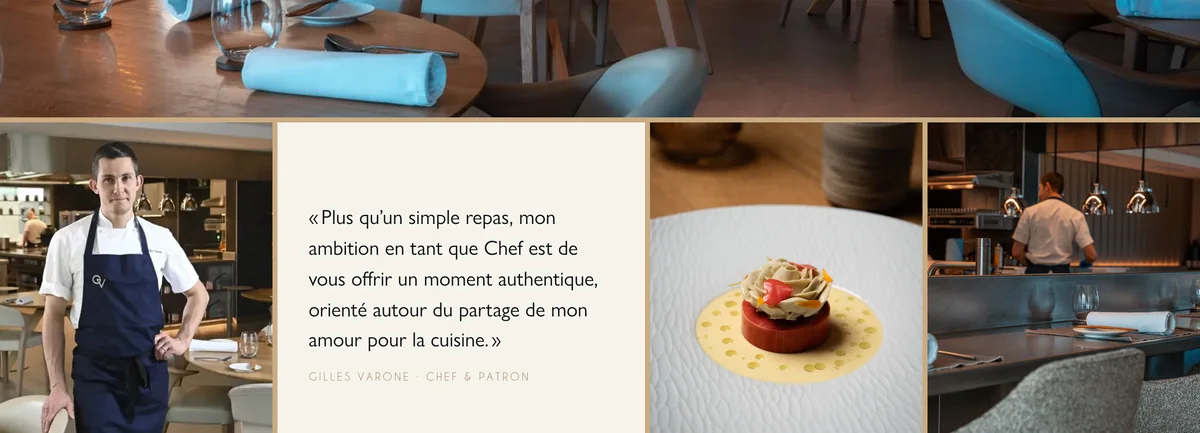 « Plus qu’un simple repas, mon
ambition en tant que Chef est de
vous offrir un moment authentique,
orienté autour du partage de mon
amour pour la cuisine. »
GILLES VARONE · CHEF & PATRON
GV